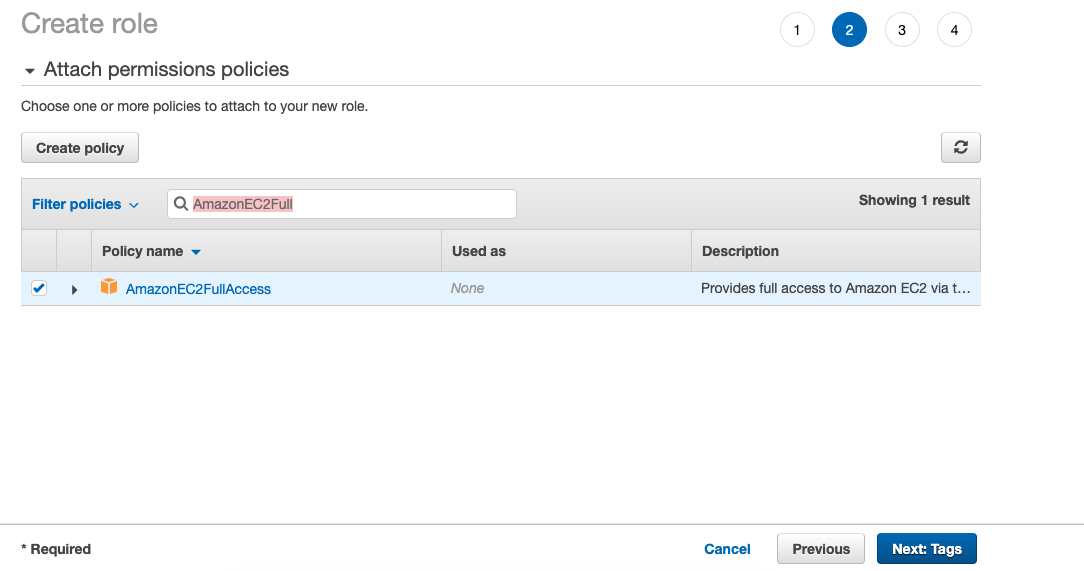 Create role
1 2 3 4
Attach permissions policies
Choose one or more policies to attach to your new role.
Create policy
Filter policies AmazonEC2Full Showing 1 result
Policy name Used as Description
AmazonEC2FullAccess None Provides full access to Amazon EC2 via t…
* Required Cancel Previous Next: Tags